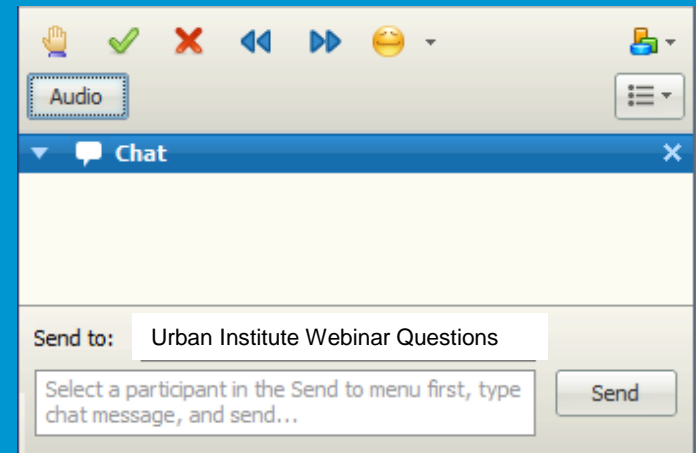 Audio
Chat
Send to: Urban Institute Webinar Questions
Select a participant in the Send to menu first, type
chat message, and send...
Send